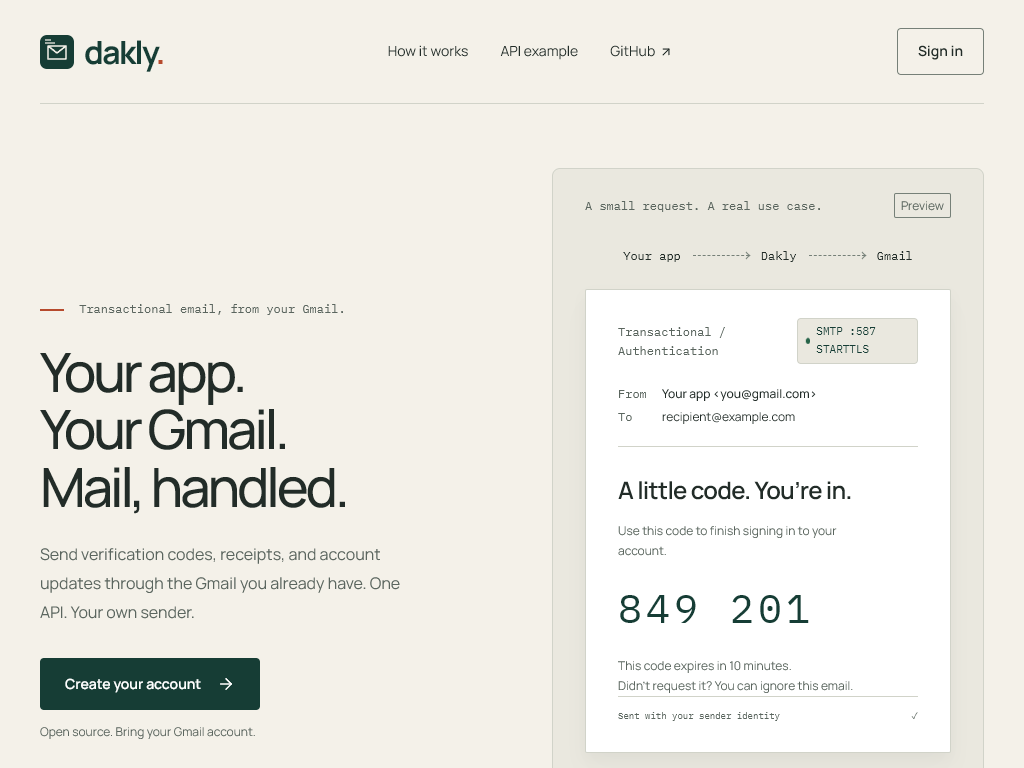 dakly.
How it works
API example
GitHub ↗
Sign in
Transactional email, from your Gmail.
Your app.
Your Gmail.
Mail, handled.
Send verification codes, receipts, and account
updates through the Gmail you already have. One
API. Your own sender.
Create your account →
Open source. Bring your Gmail account.
A small request. A real use case.
Preview
Your app
Dakly
Gmail
Transactional /
Authentication
SMTP :587
STARTTLS
From Your app <you@gmail.com>
To recipient@example.com
A little code. You’re in.
Use this code to finish signing in to your
account.
849 201
This code expires in 10 minutes.
Didn’t request it? You can ignore this email.
Sent with your sender identity ✓